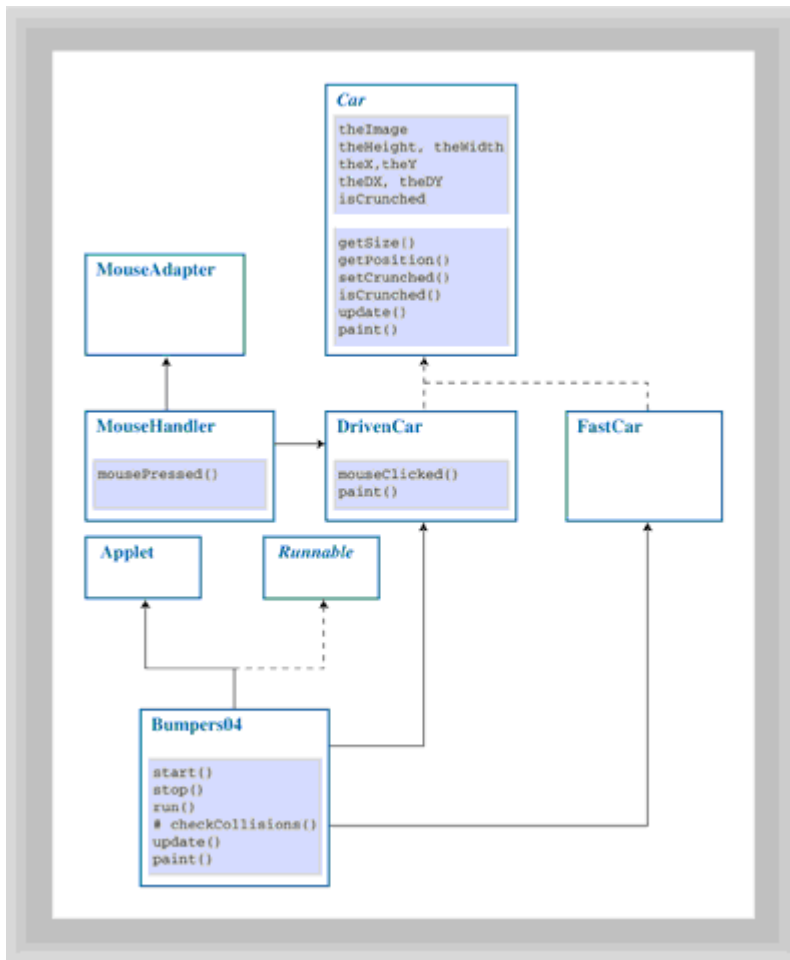 Car
theImage
theHeight, theWidth
theX,theY
theDX, theDY
isCrunched
getSize()
getPosition()
setCrunched()
isCrunched()
update()
paint()
MouseAdapter
MouseHandler
mousePressed()
DrivenCar
mouseClicked()
paint()
FastCar
Applet
Runnable
Bumpers04
start()
stop()
run()
# checkCollisions()
update()
paint()